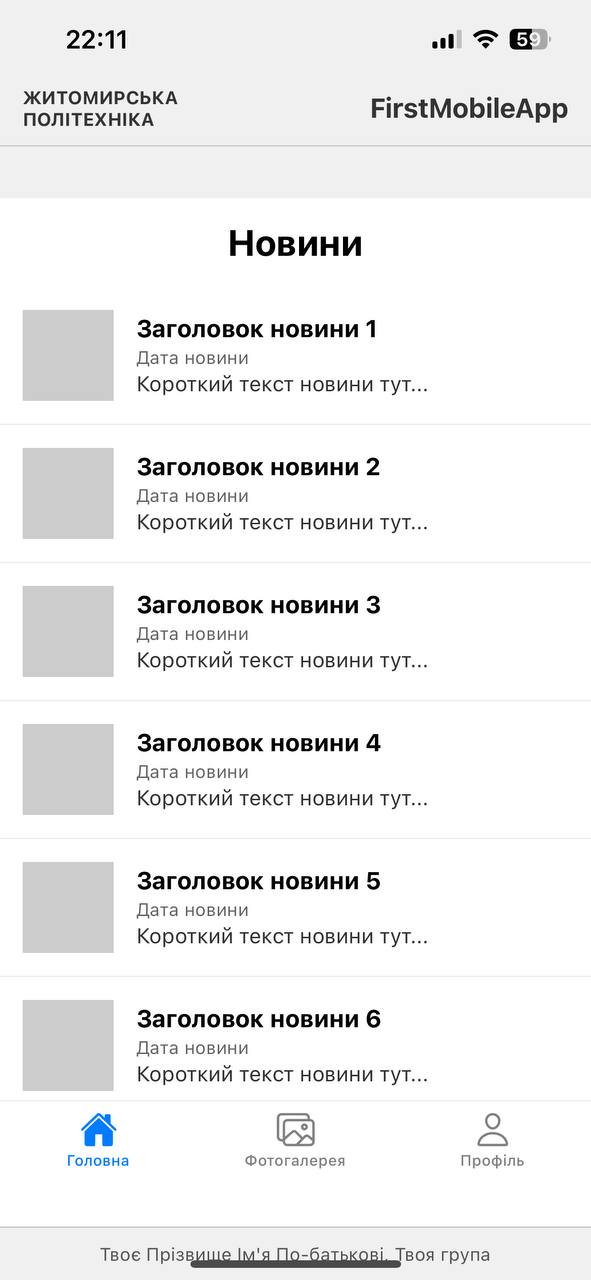 22:11
59
ЖИТОМИРСЬКА
ПОЛІТЕХНІКА
FirstMobileApp
Новини
Заголовок новини 1
Дата новини
Короткий текст новини тут...
Заголовок новини 2
Дата новини
Короткий текст новини тут...
Заголовок новини 3
Дата новини
Короткий текст новини тут...
Заголовок новини 4
Дата новини
Короткий текст новини тут...
Заголовок новини 5
Дата новини
Короткий текст новини тут...
Заголовок новини 6
Дата новини
Короткий текст новини тут...
Головна
Фотогалерея
Профіль
Твоє Прізвище Ім'я По-батькові, Твоя група